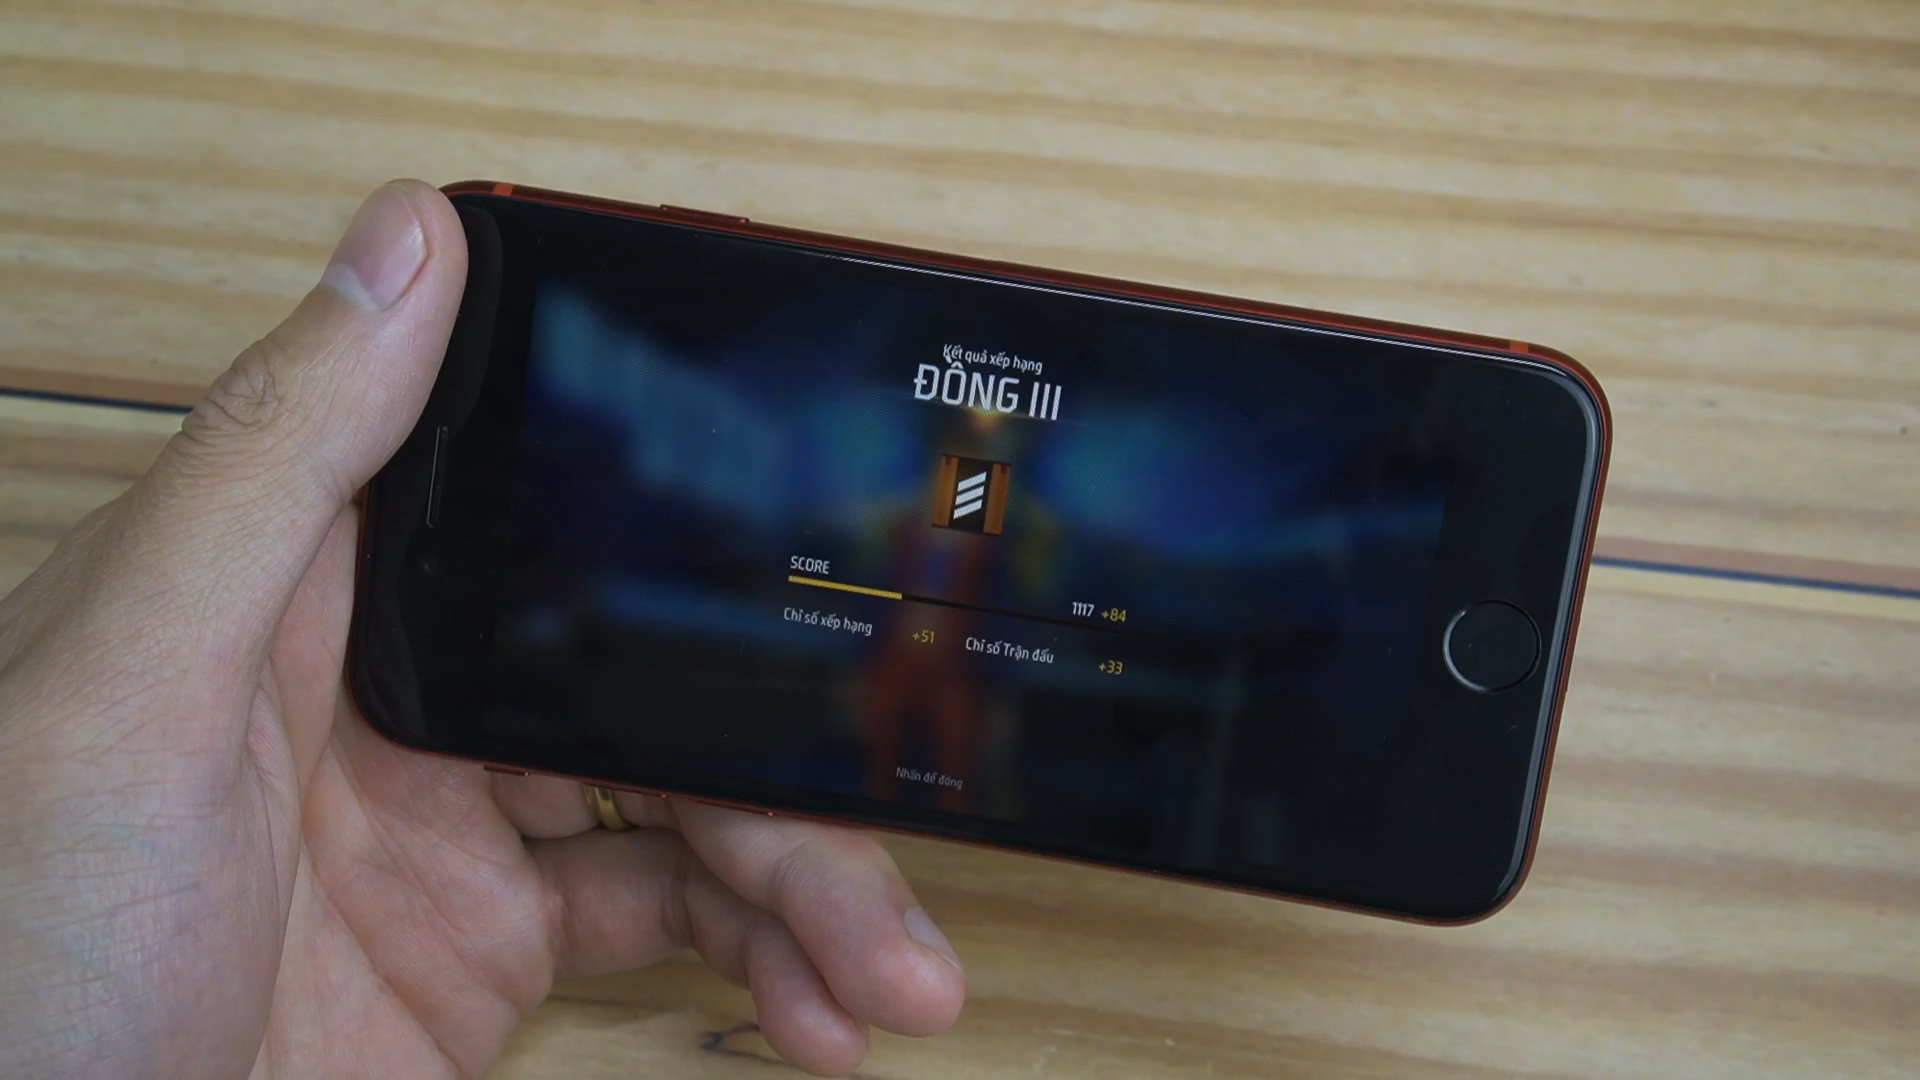 Kết quả xếp hạng
ĐỒNG III
SCORE
1117 +84
Chỉ số xếp hạng +51 Chỉ số Trận đấu +33
Nhấn để đóng